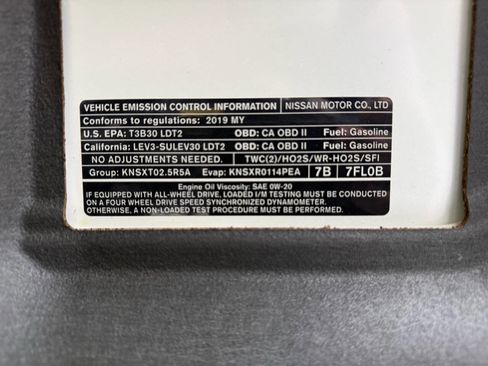 VEHICLE EMISSION CONTROL INFORMATION NISSAN MOTOR CO., LTD
Conforms to regulations: 2019 MY
U.S. EPA: T3B30 LDT2 OBD: CA OBD II Fuel: Gasoline
California: LEV3-SULEV30 LDT2 OBD: CA OBD II Fuel: Gasoline
NO ADJUSTMENTS NEEDED. TWC(2)/HO2S/WR-HO2S/SFI
Group: KNSXT02.5R5A Evap: KNSXR0114PEA 7B 7FL0B
Engine Oil Viscosity: SAE 0W-20
IF EQUIPPED WITH ALL-WHEEL DRIVE, LOADED I/M TESTING MUST BE CONDUCTED
ON A FOUR WHEEL DRIVE SPEED SYNCHRONIZED DYNAMOMETER.
OTHERWISE, A NON-LOADED TEST PROCEDURE MUST BE PERFORMED.